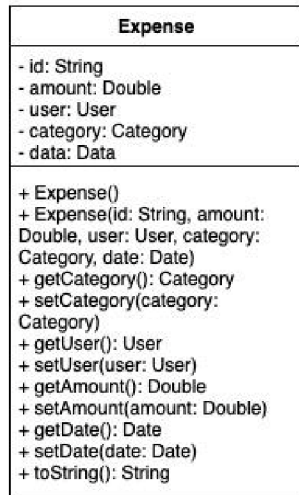 Expense
- id: String
- amount: Double
- user: User
- category: Category
- data: Data
+ Expense()
+ Expense(id: String, amount:
Double, user: User, category:
Category, date: Date)
+ getCategory(): Category
+ setCategory(category:
Category)
+ getUser(): User
+ setUser(user: User)
+ getAmount(): Double
+ setAmount(amount: Double)
+ getDate(): Date
+ setDate(date: Date)
+ toString(): String